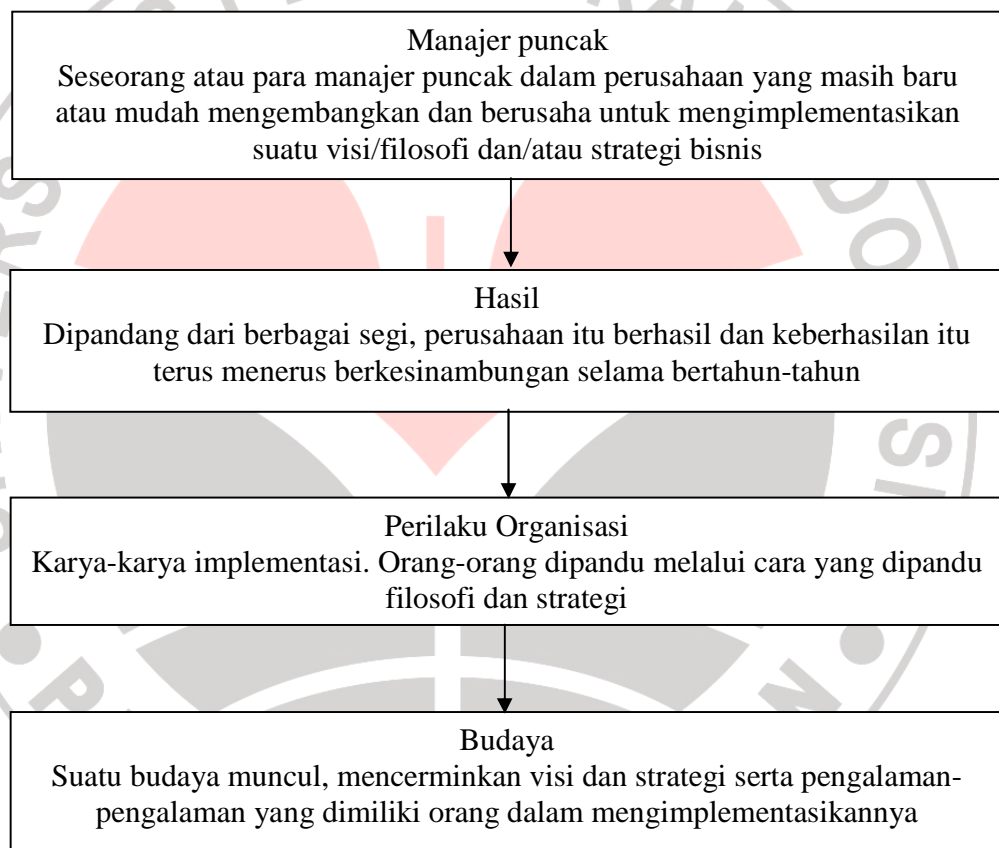 Manajer puncak
Seseorang atau para manajer puncak dalam perusahaan yang masih baru
atau mudah mengembangkan dan berusaha untuk mengimplementasikan
suatu visi/filosofi dan/atau strategi bisnis
Hasil
Dipandang dari berbagai segi, perusahaan itu berhasil dan keberhasilan itu
terus menerus berkesinambungan selama bertahun-tahun
Perilaku Organisasi
Karya-karya implementasi. Orang-orang dipandu melalui cara yang dipandu
filosofi dan strategi
Budaya
Suatu budaya muncul, mencerminkan visi dan strategi serta pengalaman-
pengalaman yang dimiliki orang dalam mengimplementasikannya